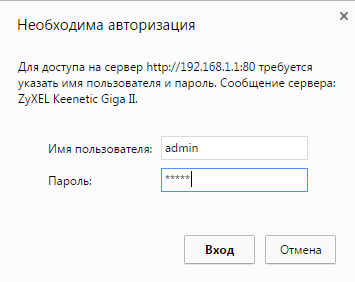 Необходима авторизация
Для доступа на сервер http://192.168.1.1:80 требуется
указать имя пользователя и пароль. Сообщение сервера:
ZyXEL Keenetic Giga II.
Имя пользователя: admin
Пароль: *****
Вход Отмена